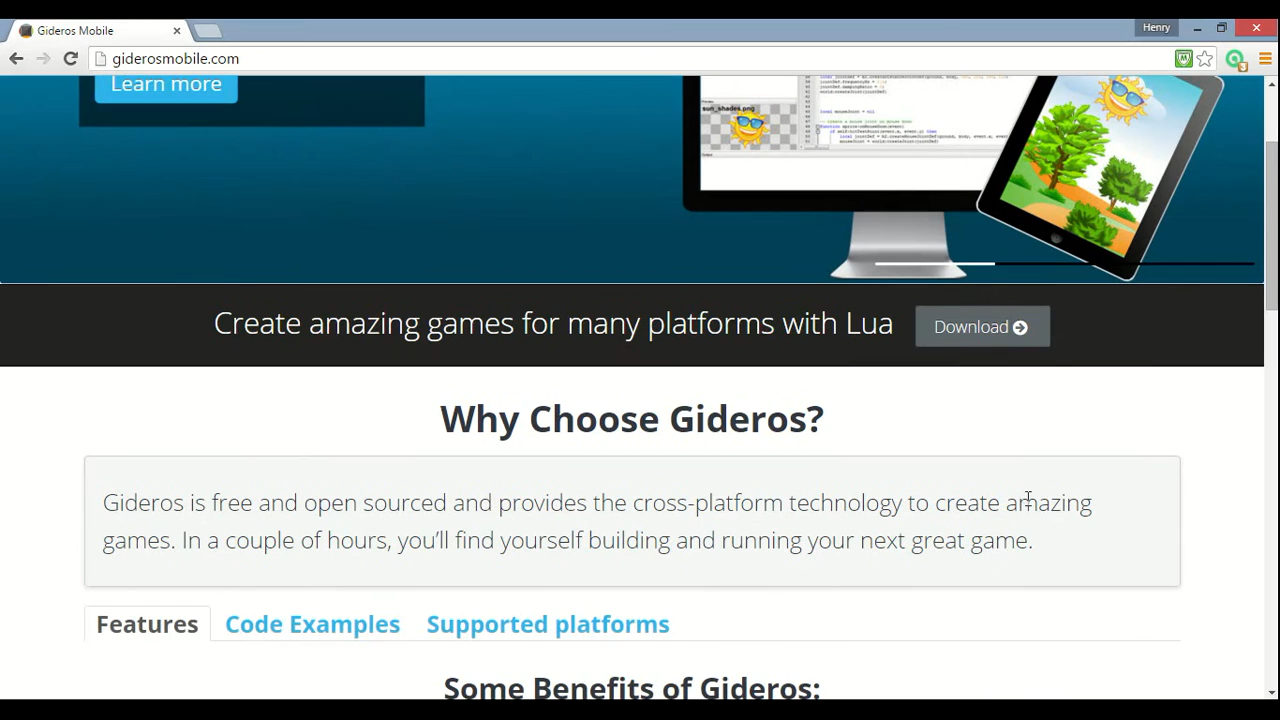 Gideros Mobile
Henry
giderosmobile.com
3
Learn more
sun_shades.png
Create amazing games for many platforms with Lua
Download
Why Choose Gideros?
Gideros is free and open sourced and provides the cross-platform technology to create amazing
games. In a couple of hours, you'll find yourself building and running your next great game.
Features
Code Examples
Supported platforms
Some Benefits of Gideros: